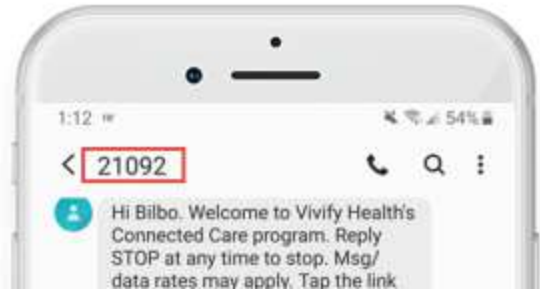 1:12
54%
21092
Hi Bilbo. Welcome to Vivify Health's
Connected Care program. Reply
STOP at any time to stop. Msg/
data rates may apply. Tap the link